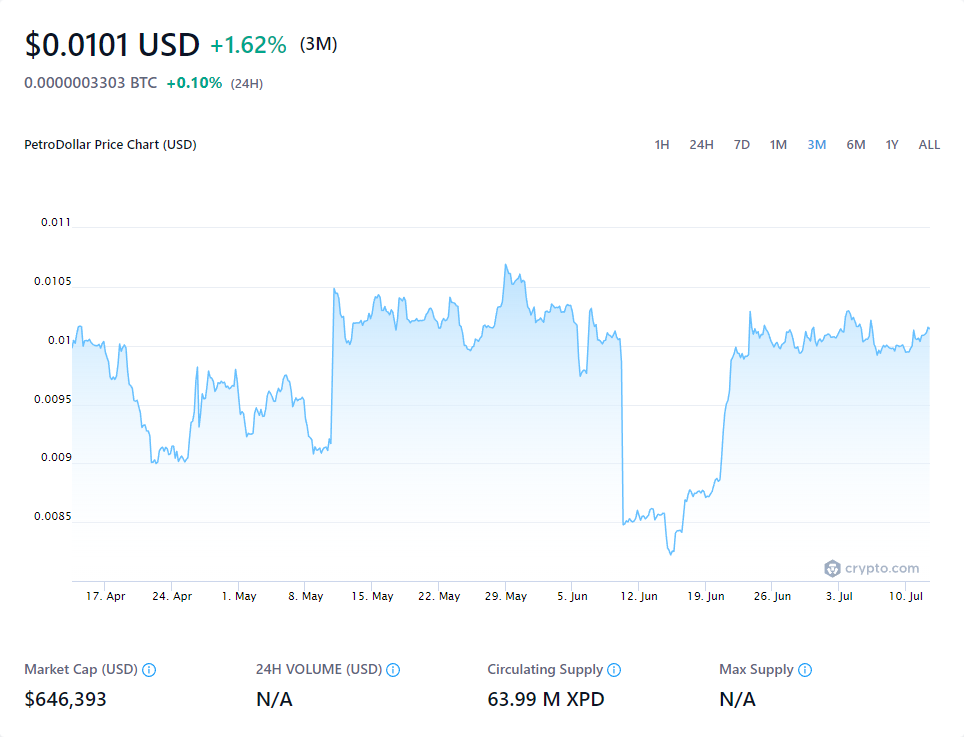 $0.0101 USD +1.62% (3M)
0.0000003303 BTC +0.10% (24H)
PetroDollar Price Chart (USD) 1H 24H 7D 1M 3M 6M 1Y ALL
0.011
0.0105
0.01
0.0095
0.009
0.0085
crypto.com
17. Apr 24. Apr 1. May 8. May 15. May 22. May 29. May 5. Jun 12. Jun 19. Jun 26. Jun 3. Jul 10. Jul
Market Cap (USD) 24H VOLUME (USD) Circulating Supply Max Supply
$646,393 N/A 63.99 M XPD N/A